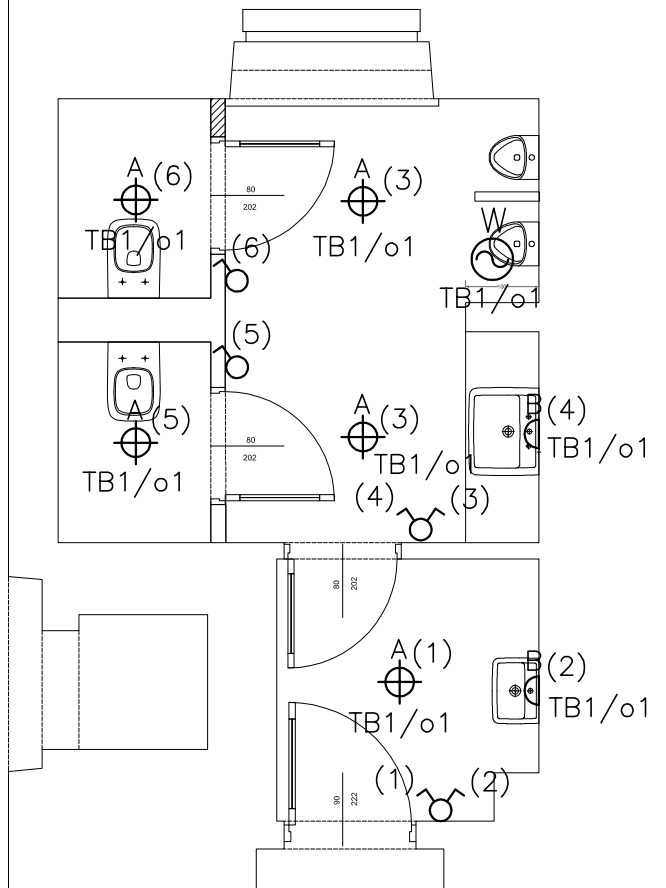 A (6)
TB1/o1
80
202
(6)
A (3)
TB1/o1
W
TB1/o1
(5)
A (5)
TB1/o1
80
202
A (3)
TB1/o1
(4) (3)
B (4)
TB1/o1
80
202
A (1)
TB1/o1
B (2)
TB1/o1
(1) (2)
90
222